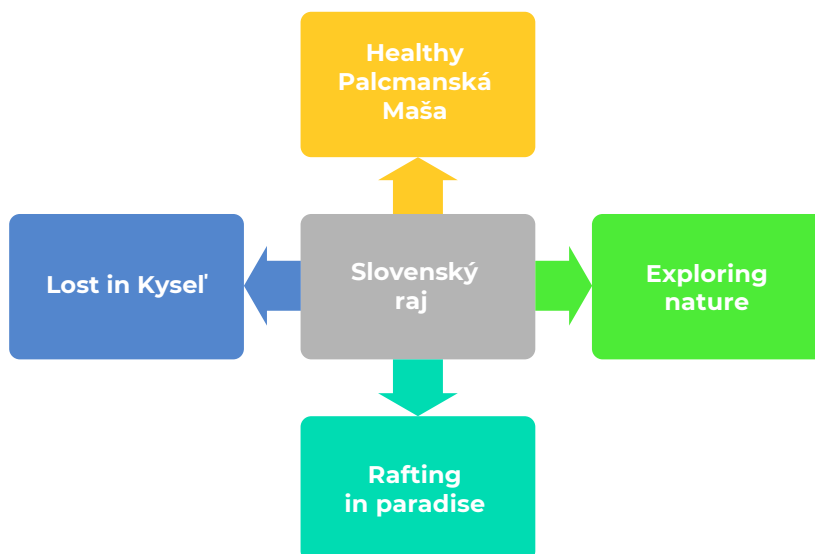 Healthy
Palcmanská
Maša
Lost in Kyseľ
Slovenský
raj
Exploring
nature
Rafting
in paradise